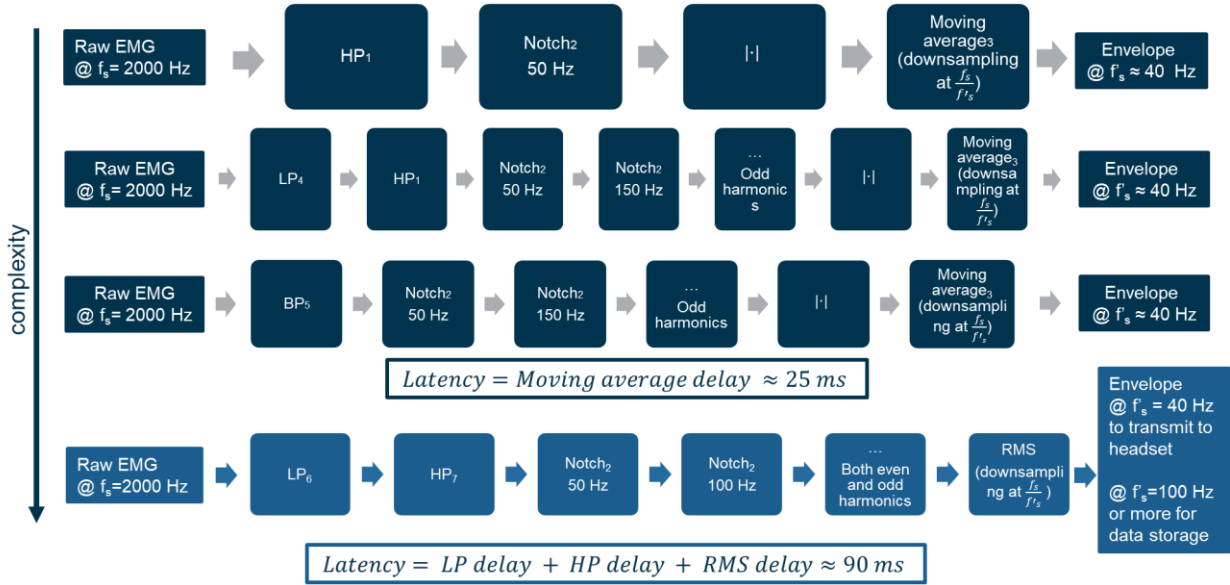 complexity
Raw EMG
@ fs= 2000 Hz
HP1
Notch2
50 Hz
|·|
Moving
average3
(downsampling
at fs/f's)
Envelope
@ f's ≈ 40 Hz
Raw EMG
@ fs= 2000 Hz
LP4
HP1
Notch2
50 Hz
Notch2
150 Hz
...
Odd
harmonic
s
|·|
Moving
average3
(downsa
mpling at
fs/f's)
Envelope
@ f's ≈ 40 Hz
Raw EMG
@ fs= 2000 Hz
BP5
Notch2
50 Hz
Notch2
150 Hz
...
Odd
harmonics
|·|
Moving
average3
(downsampli
ng at fs/f's)
Envelope
@ f's ≈ 40 Hz
Latency = Moving average delay ≈ 25 ms
Raw EMG
@ fs=2000 Hz
LP6
HP7
Notch2
50 Hz
Notch2
100 Hz
...
Both even
and odd
harmonics
RMS
(downsampli
ng at fs/f's )
Envelope
@ f's = 40 Hz
to transmit to
headset
@ f's=100 Hz
or more for
data storage
Latency = LP delay + HP delay + RMS delay ≈ 90 ms